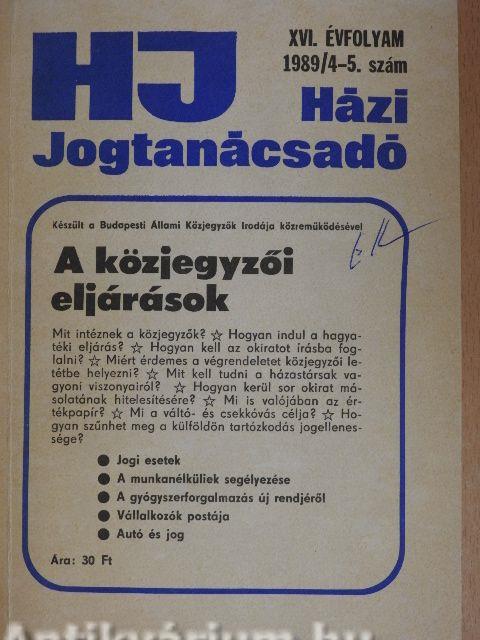 HJ
XVI. ÉVFOLYAM
1989/4–5. szám
Házi
Jogtanácsadó
Készült a Budapesti Állami Közjegyzők Irodája közreműködésével
A közjegyzői
eljárások
Mit intéznek a közjegyzők? ☆ Hogyan indul a hagya-
téki eljárás? ☆ Hogyan kell az okiratot írásba fog-
lalni? ☆ Miért érdemes a végrendeletet közjegyzői le-
tétbe helyezni? ☆ Mit kell tudni a házastársak va-
gyoni viszonyairól? ☆ Hogyan kerül sor okirat má-
solatának hitelesítésére? ☆ Mi is valójában az ér-
tékpapír? ☆ Mi a váltó- és csekkóvás célja? ☆ Ho-
gyan szűnhet meg a külföldön tartózkodás jogellenes-
sége?
● Jogi esetek
● A munkanélküliek segélyezése
● A gyógyszerforgalmazás új rendjéről
● Vállalkozók postája
● Autó és jog
Ára: 30 Ft
Antikvárium.hu